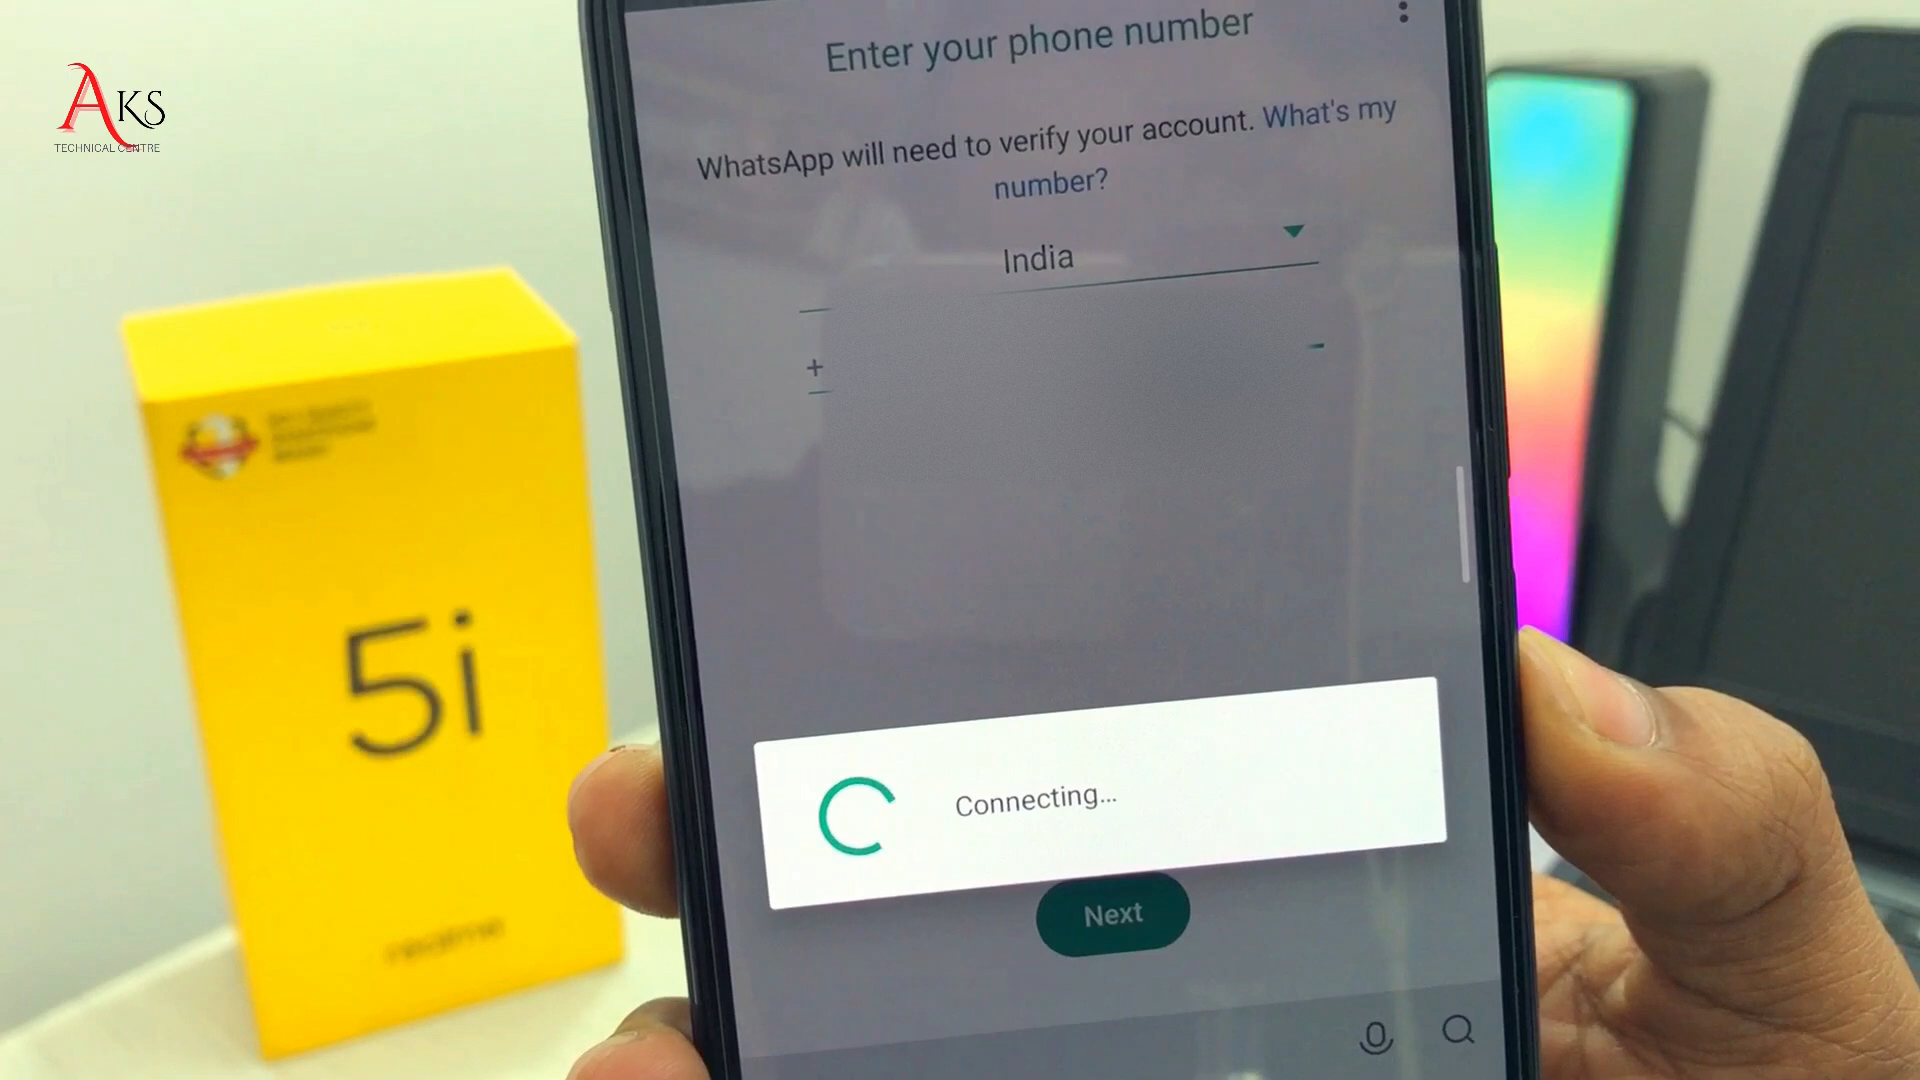 AKS
TECHNICAL CENTRE
Enter your phone number
WhatsApp will need to verify your account. What's my
number?
India
+
Connecting...
Next
5i
realme